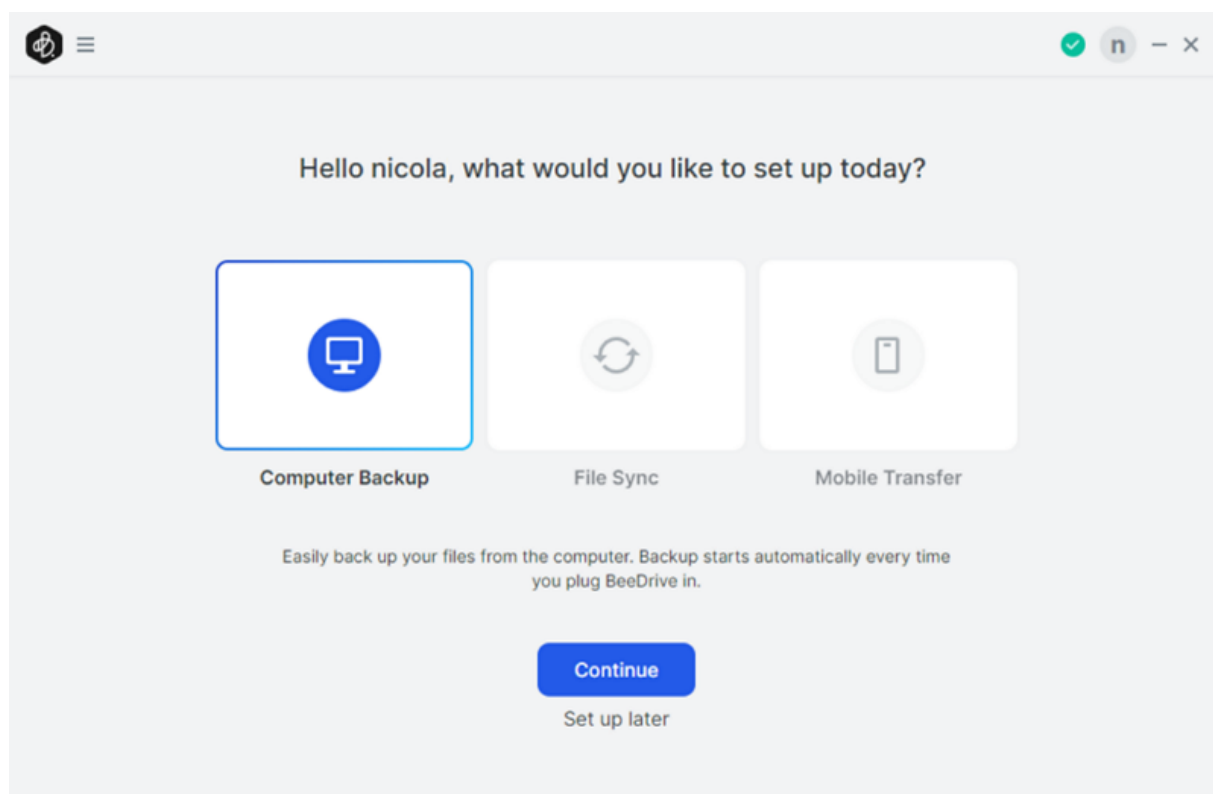 n
Hello nicola, what would you like to set up today?
Computer Backup
File Sync
Mobile Transfer
Easily back up your files from the computer. Backup starts automatically every time
you plug BeeDrive in.
Continue
Set up later